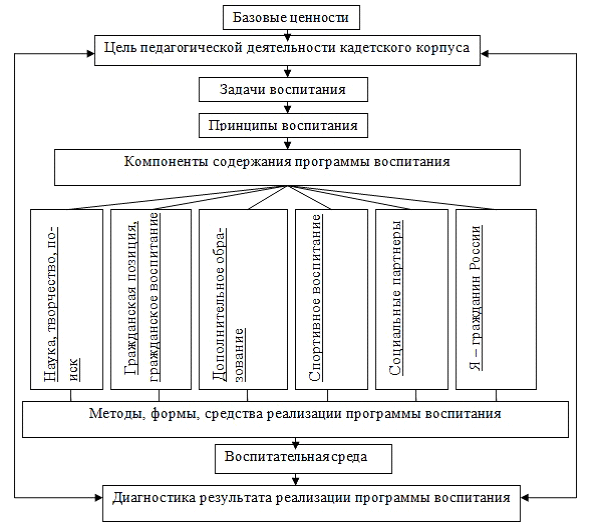 Базовые ценности
Цель педагогической деятельности кадетского корпуса
Задачи воспитания
Принципы воспитания
Компоненты содержания программы воспитания
Наука, творчество, по-
иск
Гражданская позиция,
гражданское воспитание
Дополнительное обра-
зование
Спортивное воспитание
Социальные партнеры
Я – гражданин России
Методы, формы, средства реализации программы воспитания
Воспитательная среда
Диагностика результата реализации программы воспитания